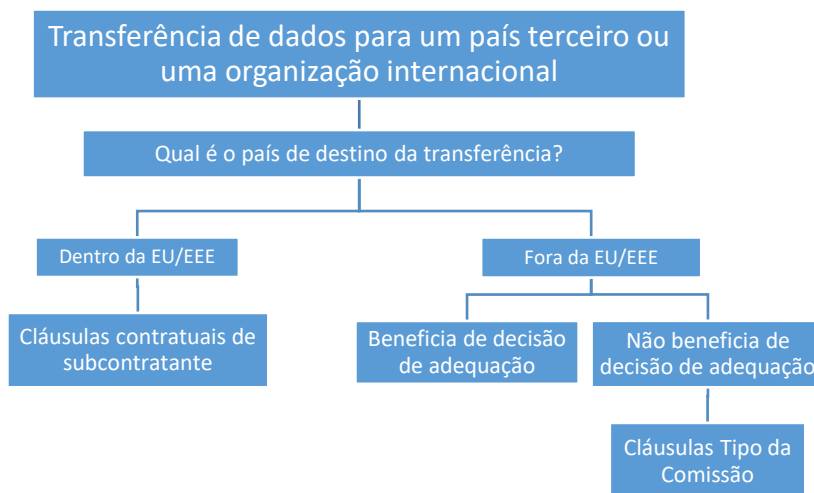 Transferência de dados para um país terceiro ou
uma organização internacional
Qual é o país de destino da transferência?
Dentro da EU/EEE
Fora da EU/EEE
Cláusulas contratuais de
subcontratante
Beneficia de decisão
de adequação
Não beneficia de
decisão de adequação
Cláusulas Tipo da
Comissão